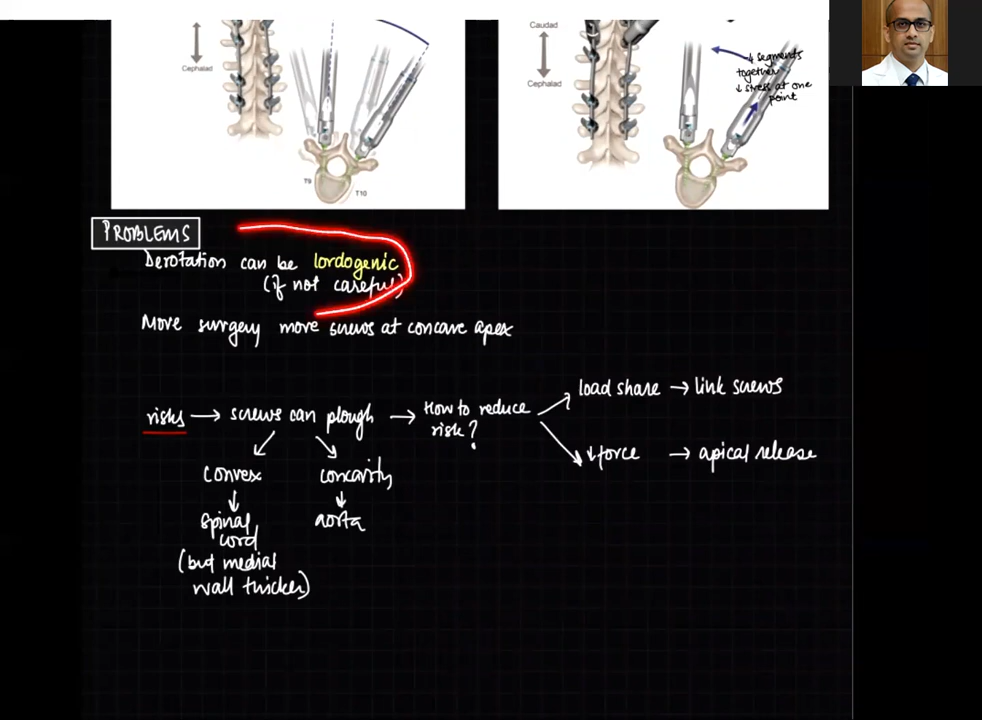 Cephalad
T9
T10
Caudad
Cephalad
4 segments
together
↓ stress at one
point
PROBLEMS
Derotation can be lordogenic
(if not careful)
More surgery more screws at concave apex
risks → screws can plough → How to reduce
risk?
load share → link screws
↓force → apical release
convex
concavity
spinal
cord
aorta
(but medial
wall thicker)